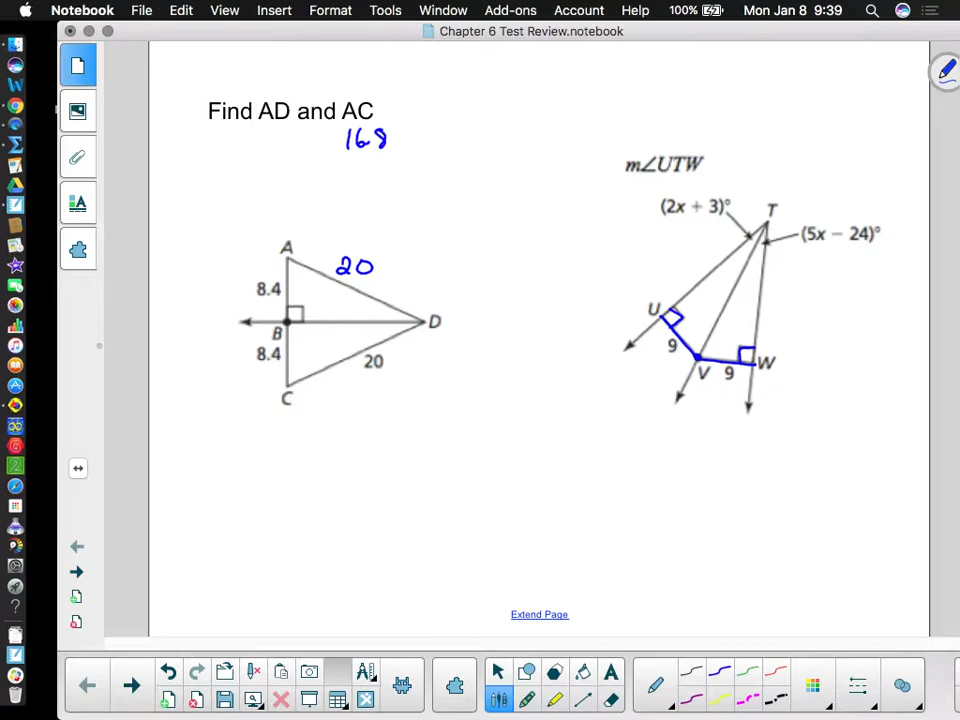 Notebook File Edit View Insert Format Tools Window Add-ons Account Help 100% Mon Jan 8 9:39
Chapter 6 Test Review.notebook
Find AD and AC
168
m∠UTW
(2x + 3)°
T
(5x − 24)°
A
20
8.4
U
D
B
9
8.4
20
W
V
9
C
Extend Page